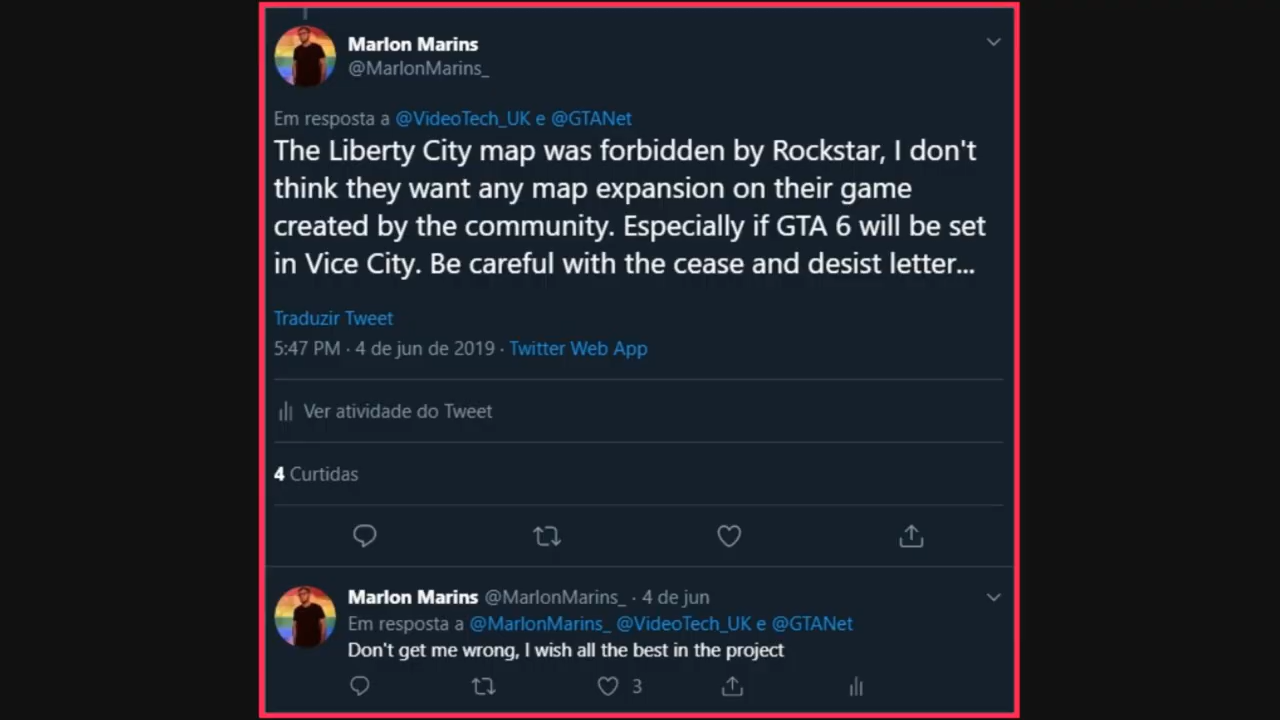 Marlon Marins
@MarlonMarins_
Em resposta a @VideoTech_UK e @GTANet
The Liberty City map was forbidden by Rockstar, I don't
think they want any map expansion on their game
created by the community. Especially if GTA 6 will be set
in Vice City. Be careful with the cease and desist letter...
Traduzir Tweet
5:47 PM · 4 de jun de 2019 · Twitter Web App
Ver atividade do Tweet
4 Curtidas
Marlon Marins @MarlonMarins_ · 4 de jun
Em resposta a @MarlonMarins_ @VideoTech_UK e @GTANet
Don't get me wrong, I wish all the best in the project
3